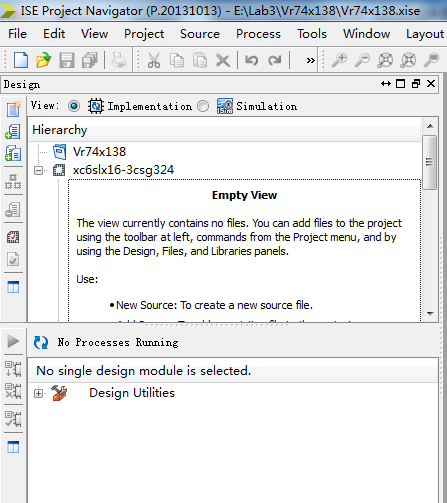 ISE Project Navigator (P.20131013) - E:\Lab3\Vr74x138\Vr74x138.xise
File Edit View Project Source Process Tools Window Layout
»
Design
View: Implementation Simulation
Hierarchy
Vr74x138
xc6slx16-3csg324
Empty View
The view currently contains no files. You can add files to the project
using the toolbar at left, commands from the Project menu, and by
using the Design, Files, and Libraries panels.
Use:
•New Source: To create a new source file.
No Processes Running
No single design module is selected.
Design Utilities